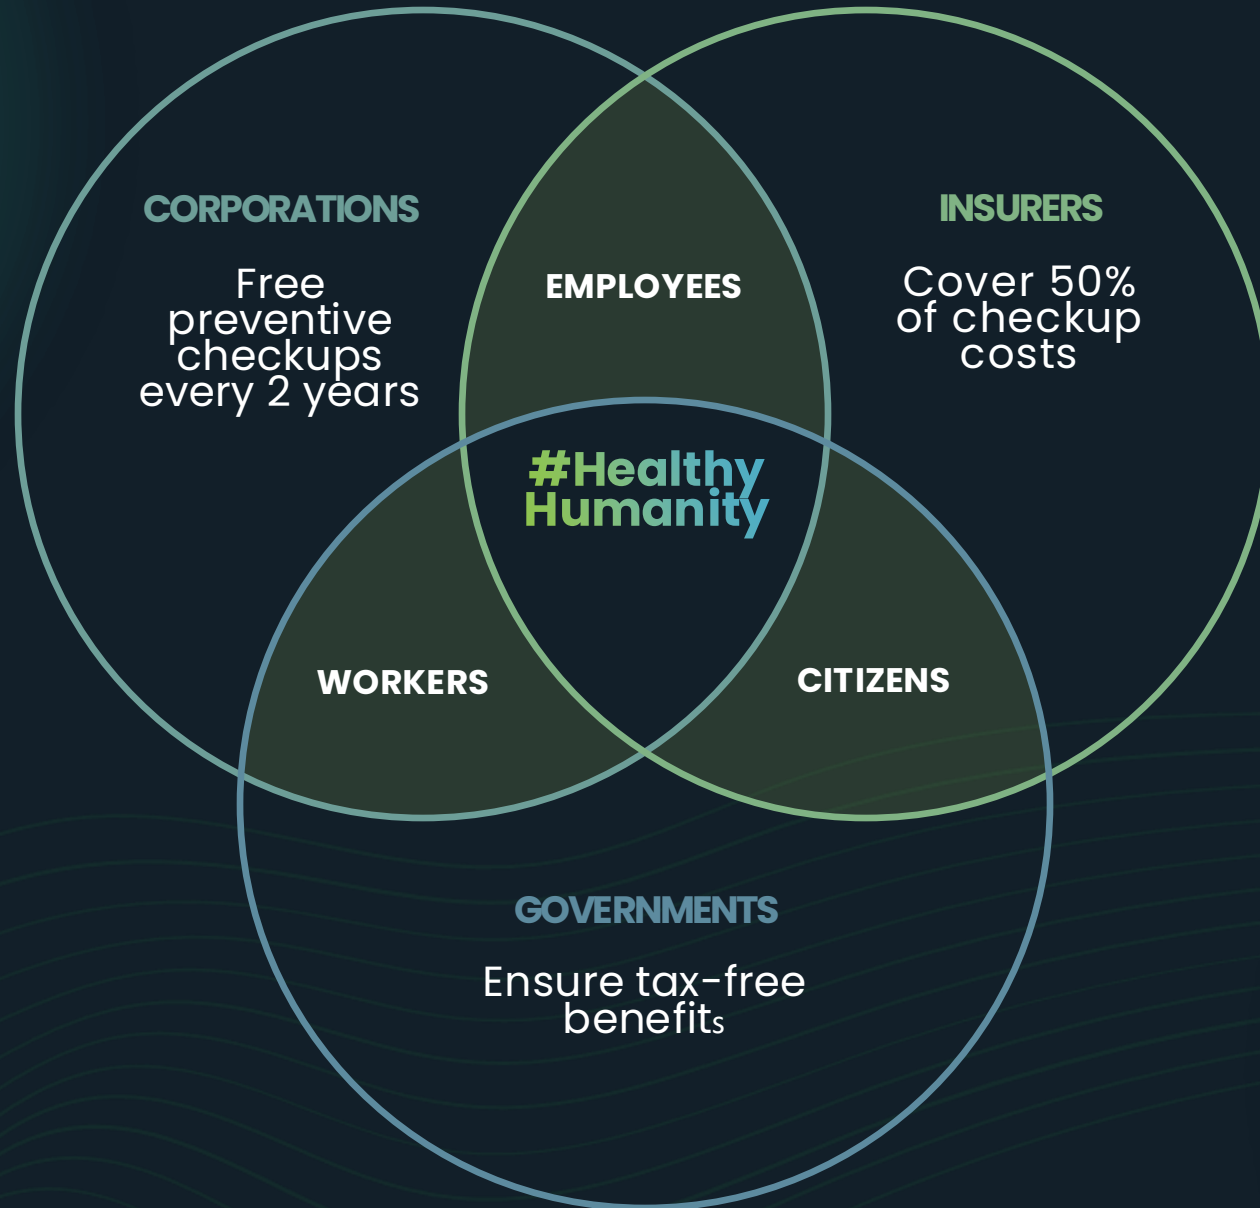 CORPORATIONS
Free
preventive
checkups
every 2 years
EMPLOYEES
INSURERS
Cover 50%
of checkup
costs
#Healthy
Humanity
WORKERS
CITIZENS
GOVERNMENTS
Ensure tax-free
benefits